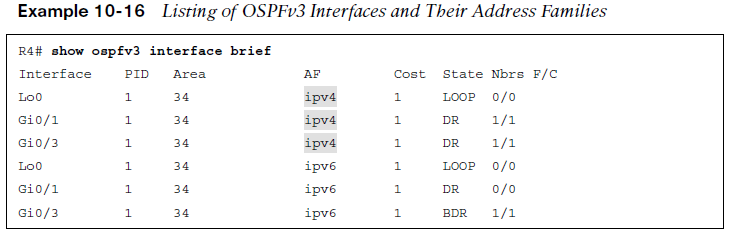 Example 10-16 Listing of OSPFv3 Interfaces and Their Address Families
R4# show ospfv3 interface brief
Interface PID Area AF Cost State Nbrs F/C
Lo0 1 34 ipv4 1 LOOP 0/0
Gi0/1 1 34 ipv4 1 DR 1/1
Gi0/3 1 34 ipv4 1 DR 1/1
Lo0 1 34 ipv6 1 LOOP 0/0
Gi0/1 1 34 ipv6 1 DR 0/0
Gi0/3 1 34 ipv6 1 BDR 1/1